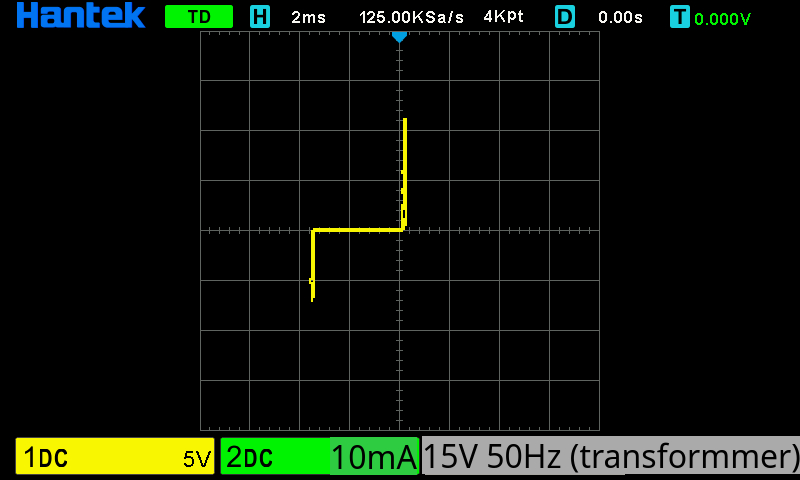 Hantek TD H 2ms 125.00KSa/s 4Kpt D 0.00s T 0.000V
1DC 5V 2DC 10mA 15V 50Hz (transformmer)